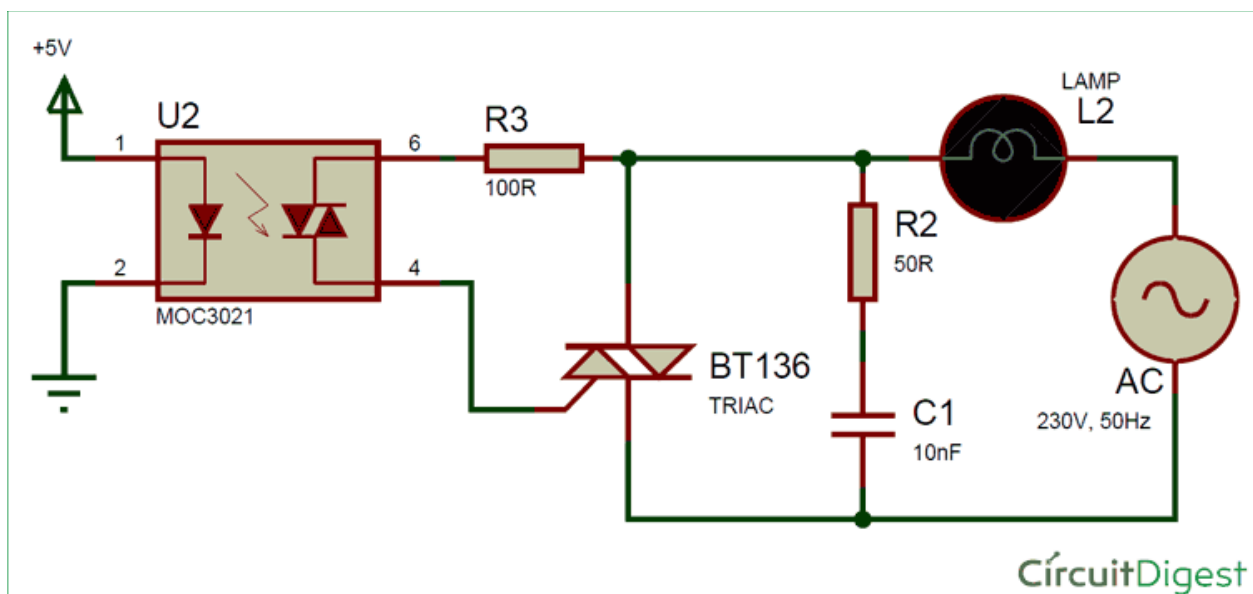 +5V
U2
1
6
2
4
MOC3021
R3
100R
LAMP
L2
R2
50R
BT136
TRIAC
C1
10nF
AC
230V, 50Hz
CircuitDigest